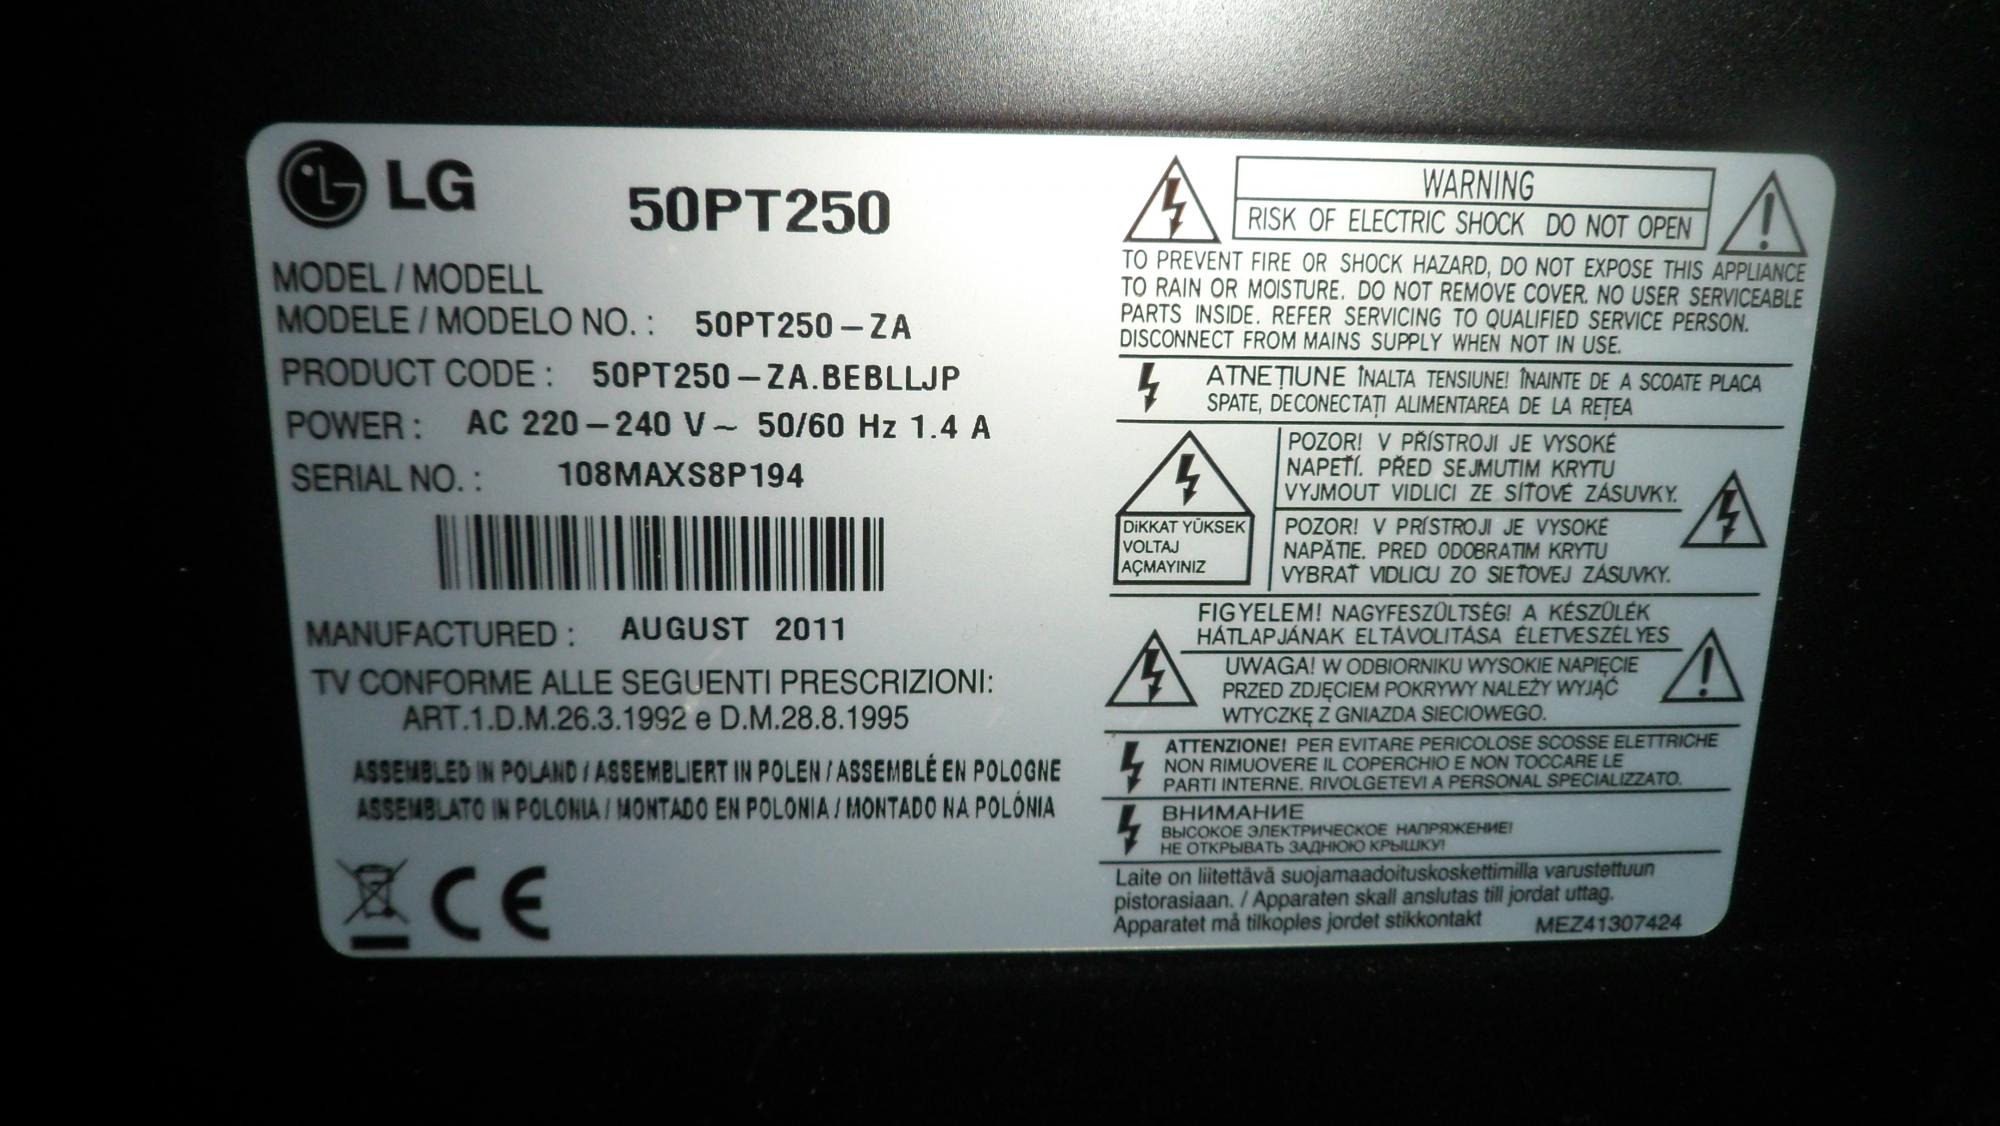 LG
50PT250
MODEL / MODELL
MODELE / MODELO NO. : 50PT250-ZA
PRODUCT CODE : 50PT250-ZA.BEBLLJP
POWER : AC 220-240 V~ 50/60 Hz 1.4 A
SERIAL NO. : 108MAXS8P194
MANUFACTURED : AUGUST 2011
TV CONFORME ALLE SEGUENTI PRESCRIZIONI:
ART.1.D.M.26.3.1992 e D.M.28.8.1995
ASSEMBLED IN POLAND / ASSEMBLIERT IN POLEN / ASSEMBLÉ EN POLOGNE
ASSEMBLATO IN POLONIA / MONTADO EN POLONIA / MONTADO NA POLÓNIA
CE
WARNING
RISK OF ELECTRIC SHOCK DO NOT OPEN
TO PREVENT FIRE OR SHOCK HAZARD, DO NOT EXPOSE THIS APPLIANCE
TO RAIN OR MOISTURE. DO NOT REMOVE COVER. NO USER SERVICEABLE
PARTS INSIDE. REFER SERVICING TO QUALIFIED SERVICE PERSON.
DISCONNECT FROM MAINS SUPPLY WHEN NOT IN USE.
ATNEȚIUNE ÎNALTA TENSIUNE! ÎNAINTE DE A SCOATE PLACA
SPATE, DECONECTAȚI ALIMENTAREA DE LA REȚEA
DİKKAT YÜKSEK
VOLTAJ
AÇMAYINIZ
POZOR! V PŘÍSTROJI JE VYSOKÉ
NAPETÍ. PŘED SEJMUTIM KRYTU
VYJMOUT VIDLICI ZE SÍŤOVÉ ZÁSUVKY.
POZOR! V PRÍSTROJI JE VYSOKÉ
NAPÄTIE. PRED ODOBRATIM KRYTU
VYBRAŤ VIDLICU ZO SIEŤOVEJ ZÁSUVKY.
FIGYELEM! NAGYFESZÜLTSÉG! A KÉSZÜLÉK
HÁTLAPJÁNAK ELTÁVOLITÁSA ÉLETVESZÉLYES
UWAGA! W ODBIORNIKU WYSOKIE NAPIĘCIE
PRZED ZDJĘCIEM POKRYWY NALEŻY WYJĄĆ
WTYCZKĘ Z GNIAZDA SIECIOWEGO.
ATTENZIONE! PER EVITARE PERICOLOSE SCOSSE ELETTRICHE
NON RIMUOVERE IL COPERCHIO E NON TOCCARE LE
PARTI INTERNE. RIVOLGETEVI A PERSONAL SPECIALIZZATO.
ВНИМАНИЕ
ВЫСОКОЕ ЭЛЕКТРИЧЕСКОЕ НАПРЯЖЕНИЕ!
НЕ ОТКРЫВАТЬ ЗАДНЮЮ КРЫШКУ!
Laite on liitettävä suojamaadoituskoskettimilla varustettuun
pistorasiaan. / Apparaten skall anslutas till jordat uttag.
Apparatet må tilkoples jordet stikkontakt
MEZ41307424